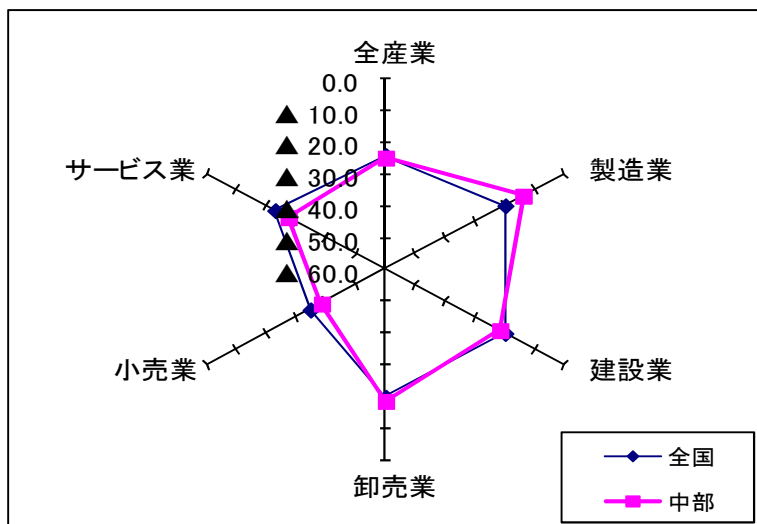 全産業
0.0
▲ 10.0
▲ 20.0
▲ 30.0
▲ 40.0
▲ 50.0
▲ 60.0
サービス業
製造業
小売業
建設業
卸売業
全国
中部